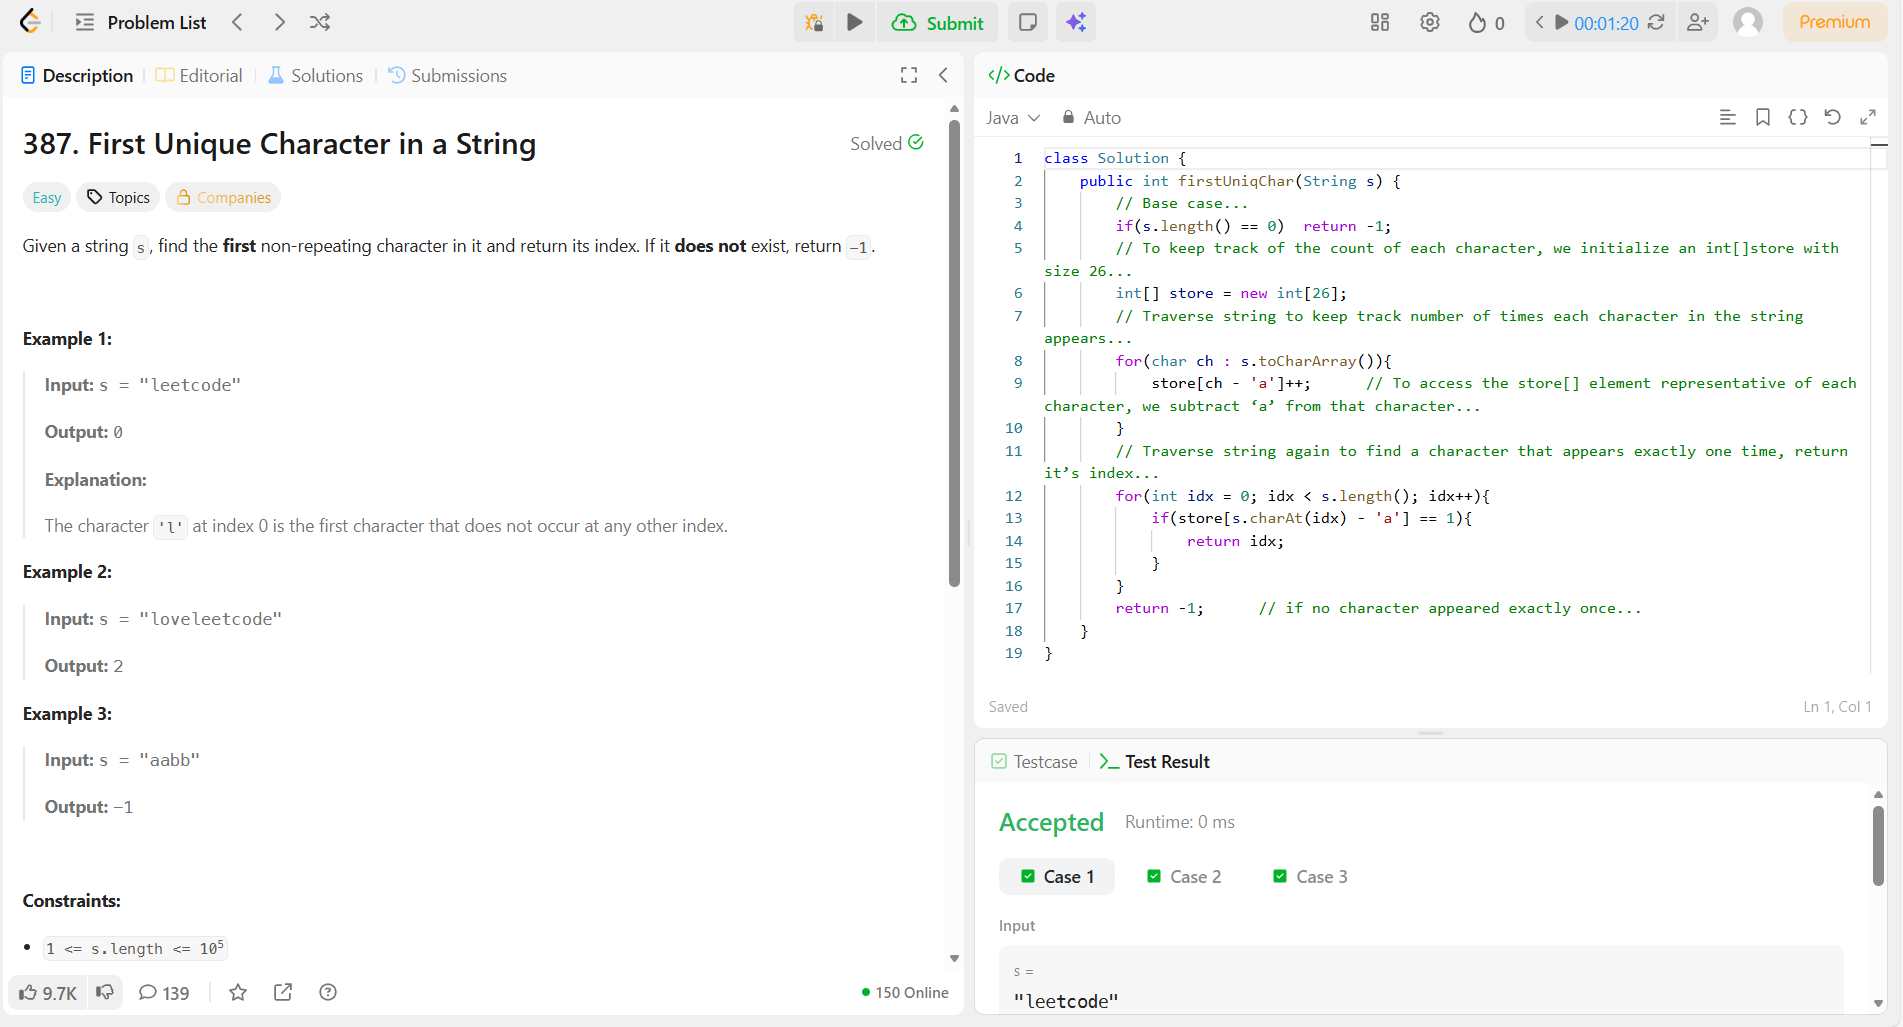 Problem List
Submit
0
00:01:20
Premium
Description
Editorial
Solutions
Submissions
387. First Unique Character in a String
Solved
Easy
Topics
Companies
Given a string s, find the first non-repeating character in it and return its index. If it does not exist, return -1.
Example 1:
Input: s = "leetcode"
Output: 0
Explanation:
The character 'l' at index 0 is the first character that does not occur at any other index.
Example 2:
Input: s = "loveleetcode"
Output: 2
Example 3:
Input: s = "aabb"
Output: -1
Constraints:
1 <= s.length <= 10^5
9.7K
139
150 Online
</> Code
Java
Auto
1 class Solution {
2     public int firstUniqChar(String s) {
3         // Base case...
4         if(s.length() == 0)  return -1;
5         // To keep track of the count of each character, we initialize an int[]store with
size 26...
6         int[] store = new int[26];
7         // Traverse string to keep track number of times each character in the string
appears...
8         for(char ch : s.toCharArray()){
9             store[ch - 'a']++;      // To access the store[] element representative of each
character, we subtract ‘a’ from that character...
10         }
11         // Traverse string again to find a character that appears exactly one time, return
it’s index...
12         for(int idx = 0; idx < s.length(); idx++){
13             if(store[s.charAt(idx) - 'a'] == 1){
14                 return idx;
15             }
16         }
17         return -1;      // if no character appeared exactly once...
18     }
19 }
Saved
Ln 1, Col 1
Testcase
Test Result
Accepted
Runtime: 0 ms
Case 1
Case 2
Case 3
Input
s =
"leetcode"